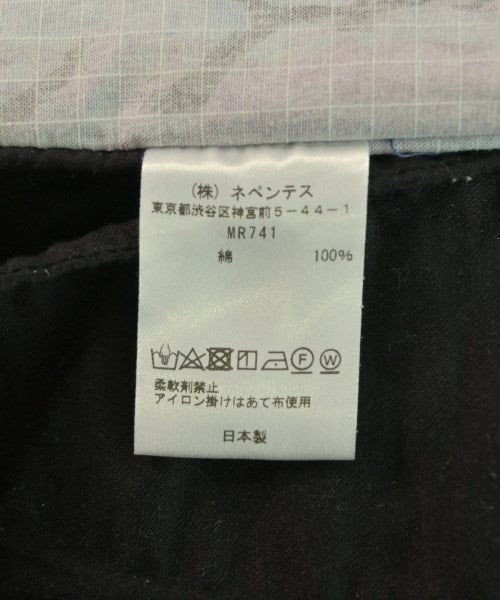 (株) ネペンテス
東京都渋谷区神宮前5-44-1
MR741
綿 100%
F W
柔軟剤禁止
アイロン掛けはあて布使用
日本製